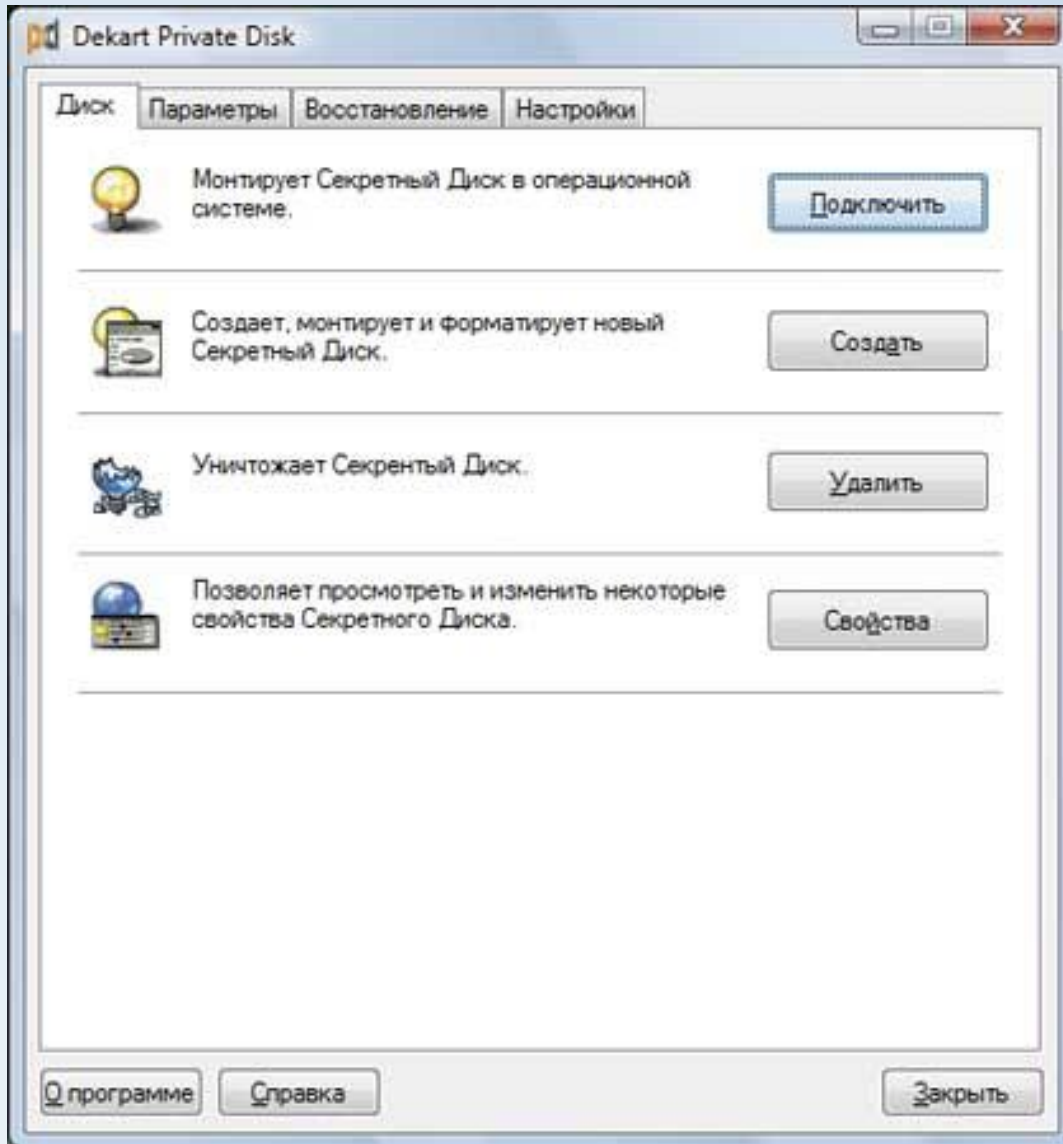 Dekart Private Disk
Диск Параметры Восстановление Настройки
Монтирует Секретный Диск в операционной
системе.
Подключить
Создает, монтирует и форматирует новый
Секретный Диск.
Создать
Уничтожает Секрентый Диск.
Удалить
Позволяет просмотреть и изменить некоторые
свойства Секретного Диска.
Свойства
О программе Справка Закрыть